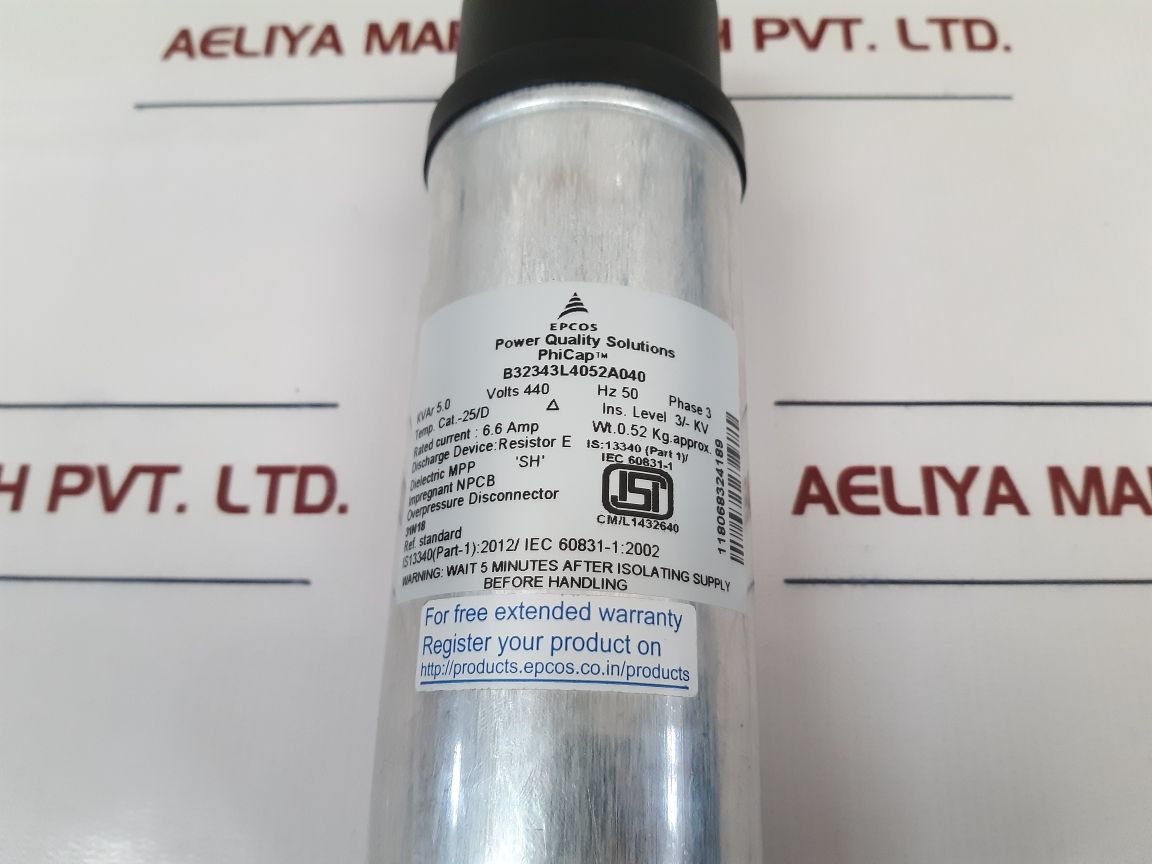 AELIYA MAR H PVT. LTD.
EPCOS
Power Quality Solutions
PhiCap™
B32343L4052A040
KVAr 5.0 Volts 440 Hz 50 Phase 3
Temp. Cat.-25/D Δ Ins. Level 3/- KV
Rated current : 6.6 Amp Wt.0.52 Kg.approx.
Discharge Device:Resistor E IS:13340 (Part 1)/
Dielectric MPP 'SH' IEC 60831-1
Impregnant NPCB
Overpressure Disconnector
ISI
CM/L1432640
31W18
Ref. standard
IS13340(Part-1):2012/ IEC 60831-1:2002
WARNING: WAIT 5 MINUTES AFTER ISOLATING SUPPLY
BEFORE HANDLING
118068324189
For free extended warranty
Register your product on
http://products.epcos.co.in/products
H PVT. LTD.
AELIYA MA